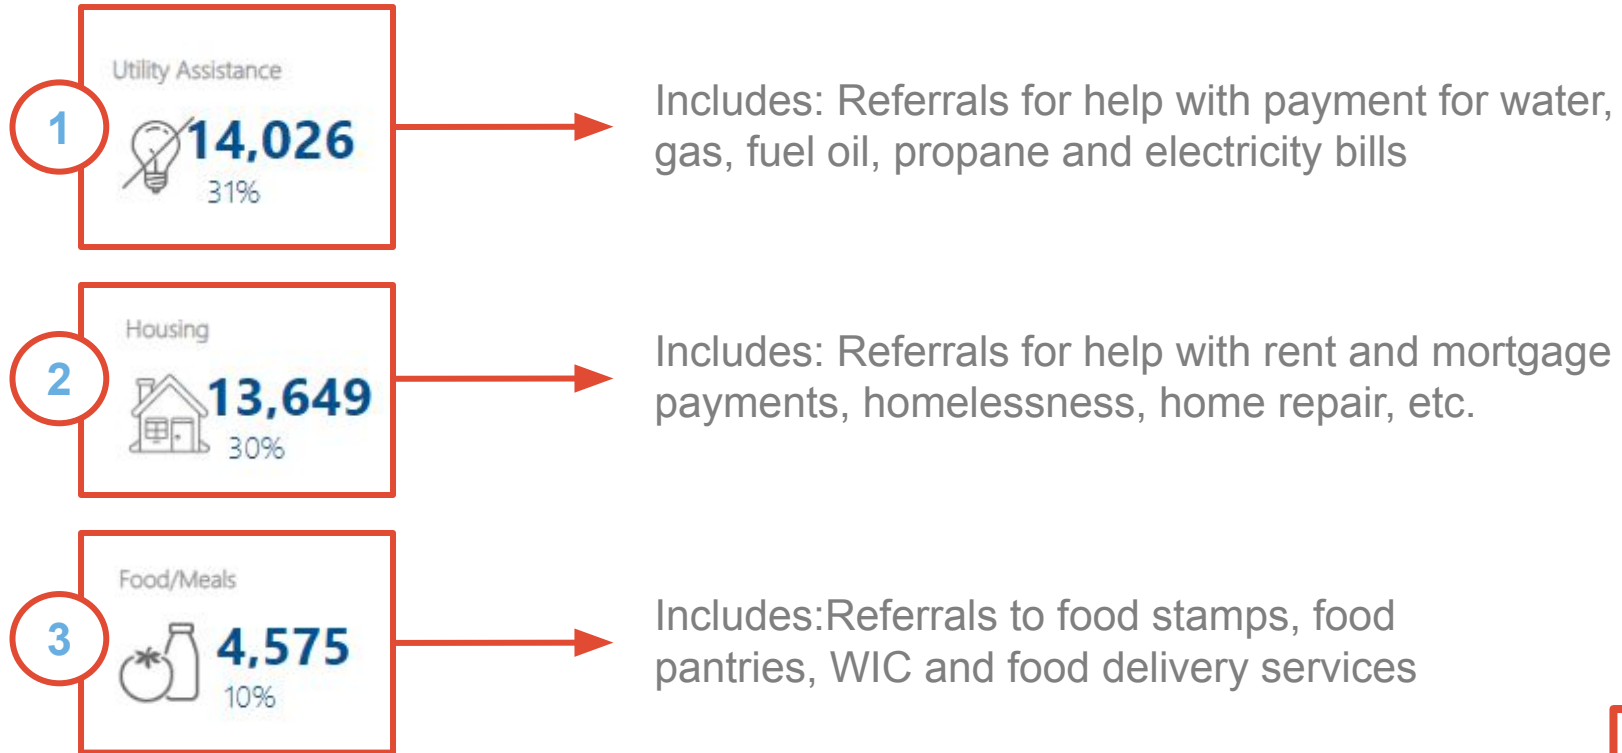 Utility Assistance
1
14,026
31%
Includes: Referrals for help with payment for water,
gas, fuel oil, propane and electricity bills
Housing
2
13,649
30%
Includes: Referrals for help with rent and mortgage
payments, homelessness, home repair, etc.
Food/Meals
3
4,575
10%
Includes:Referrals to food stamps, food
pantries, WIC and food delivery services